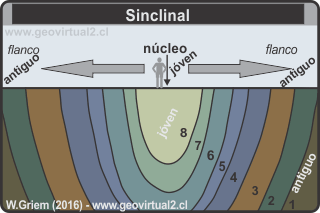 Sinclinal
www.geovirtual2.cl
flanco
núcleo
flanco
antiguo
jóven
antiguo
jóven
8
7
6
5
4
3
2
1
antiguo
W.Griem (2016) - www.geovirtual2.cl